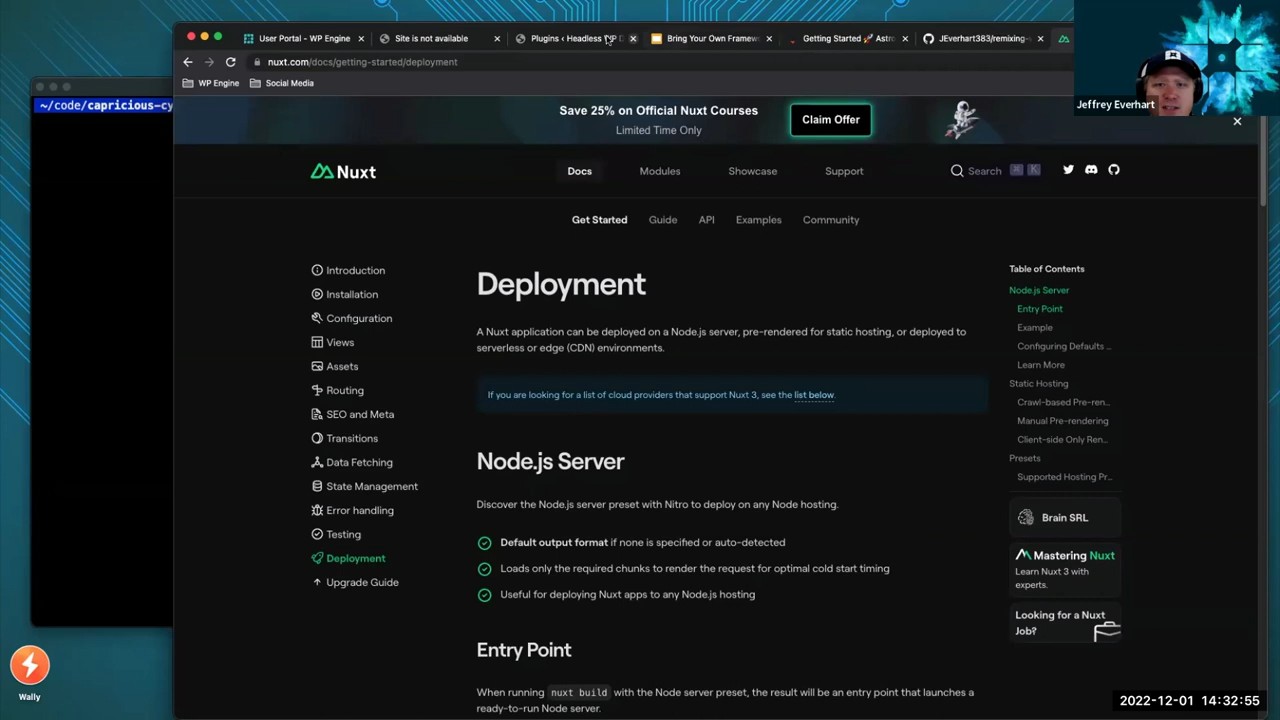 User Portal - WP Engine
Site is not available
Plugins ‹ Headless WP D
Bring Your Own Framew
Getting Started 🚀 Astro
JEverhart383/remixing-
nuxt.com/docs/getting-started/deployment
WP Engine
Social Media
Jeffrey Everhart
~/code/capricious-cy
Save 25% on Official Nuxt Courses
Limited Time Only
Claim Offer
Nuxt
Docs
Modules
Showcase
Support
Search
⌘ K
Get Started
Guide
API
Examples
Community
Introduction
Installation
Configuration
Views
Assets
Routing
SEO and Meta
Transitions
Data Fetching
State Management
Error handling
Testing
Deployment
Upgrade Guide
Deployment
A Nuxt application can be deployed on a Node.js server, pre-rendered for static hosting, or deployed to
serverless or edge (CDN) environments.
If you are looking for a list of cloud providers that support Nuxt 3, see the list below.
Node.js Server
Discover the Node.js server preset with Nitro to deploy on any Node hosting.
Default output format if none is specified or auto-detected
Loads only the required chunks to render the request for optimal cold start timing
Useful for deploying Nuxt apps to any Node.js hosting
Entry Point
When running nuxt build with the Node server preset, the result will be an entry point that launches a
ready-to-run Node server.
Table of Contents
Node.js Server
Entry Point
Example
Configuring Defaults ...
Learn More
Static Hosting
Crawl-based Pre-ren...
Manual Pre-rendering
Client-side Only Ren...
Presets
Supported Hosting Pr...
Brain SRL
Mastering Nuxt
Learn Nuxt 3 with
experts.
Looking for a Nuxt
Job?
Wally
2022-12-01 14:32:55